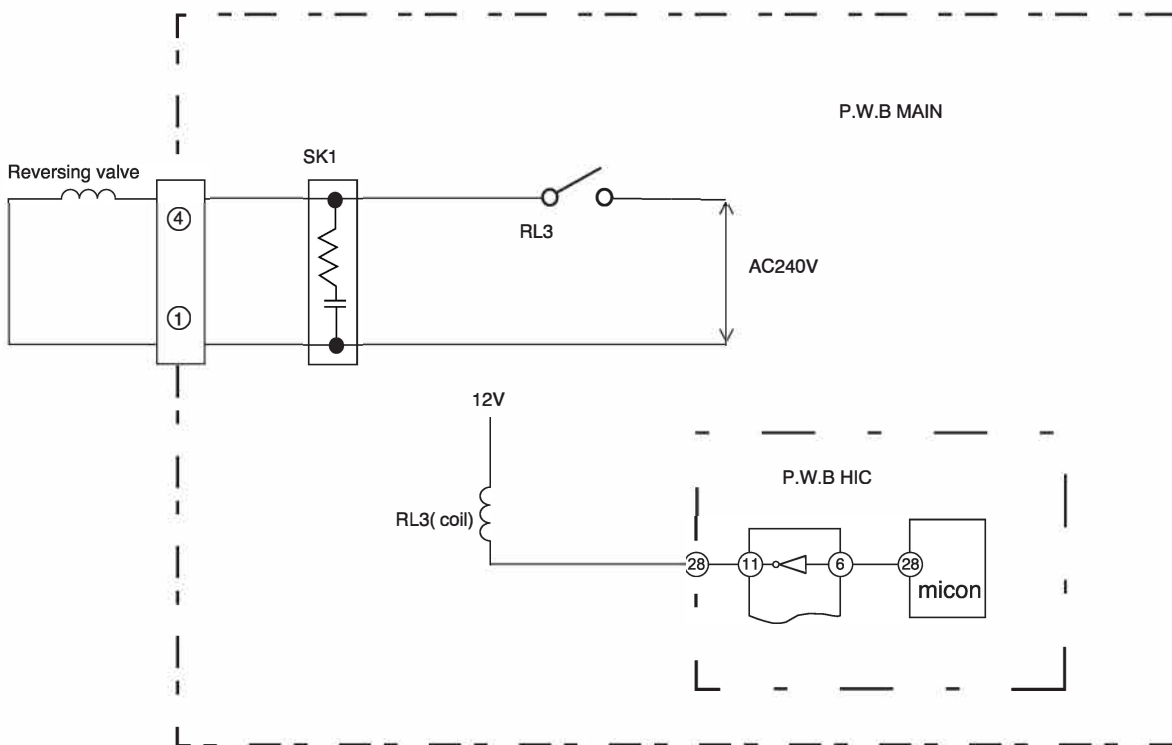 P.W.B MAIN
SK1
Reversing valve
4
RL3
AC240V
1
12V
P.W.B HIC
RL3( coil)
28 11 6 28
micon